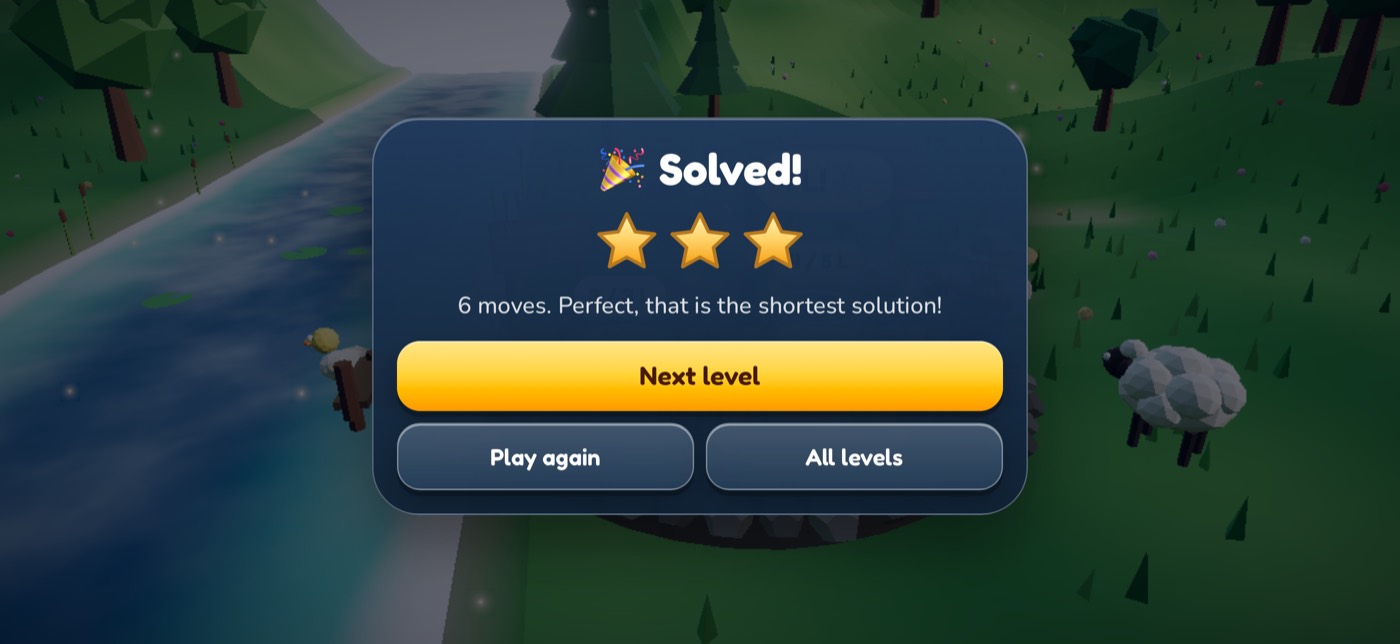 🎉 Solved!
6 moves. Perfect, that is the shortest solution!
Next level
Play again
All levels